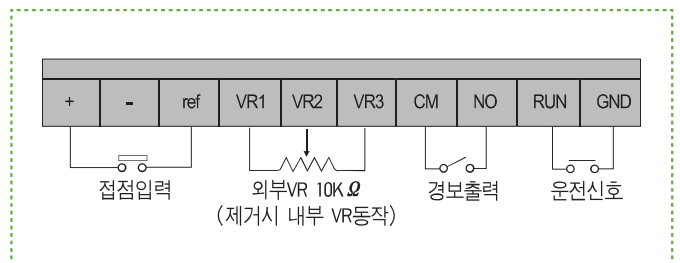 + - ref VR1 VR2 VR3 CM NO RUN GND
접점입력 외부VR 10KΩ 경보출력 운전신호
(제거시 내부 VR동작)